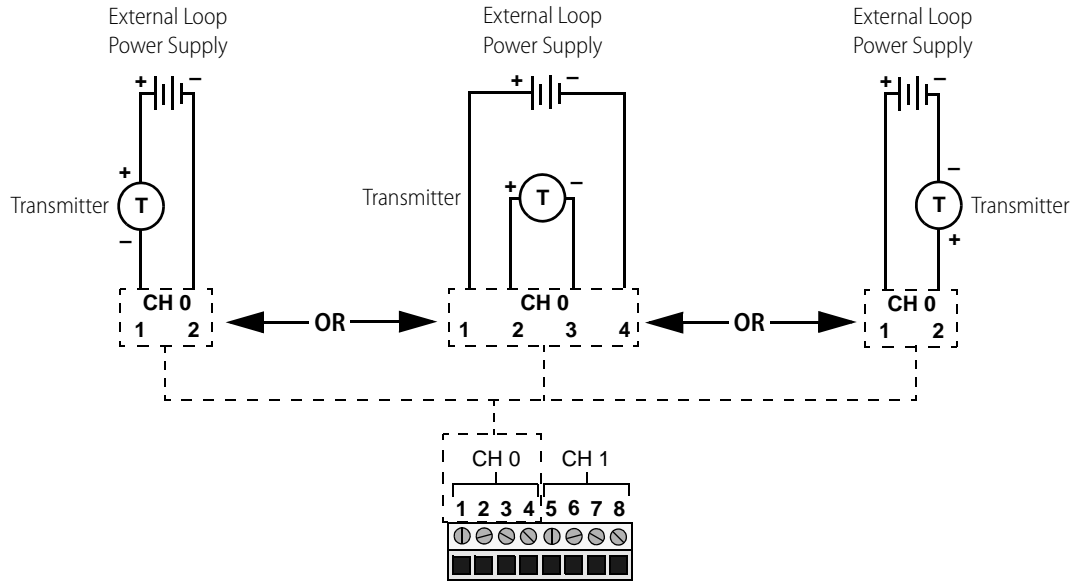 External Loop
Power Supply
External Loop
Power Supply
External Loop
Power Supply
+ –
+ –
+ –
Transmitter + T –
Transmitter + T –
– T + Transmitter
CH 0
1 2
OR
CH 0
1 2 3 4
OR
CH 0
1 2
CH 0 CH 1
1 2 3 4 5 6 7 8